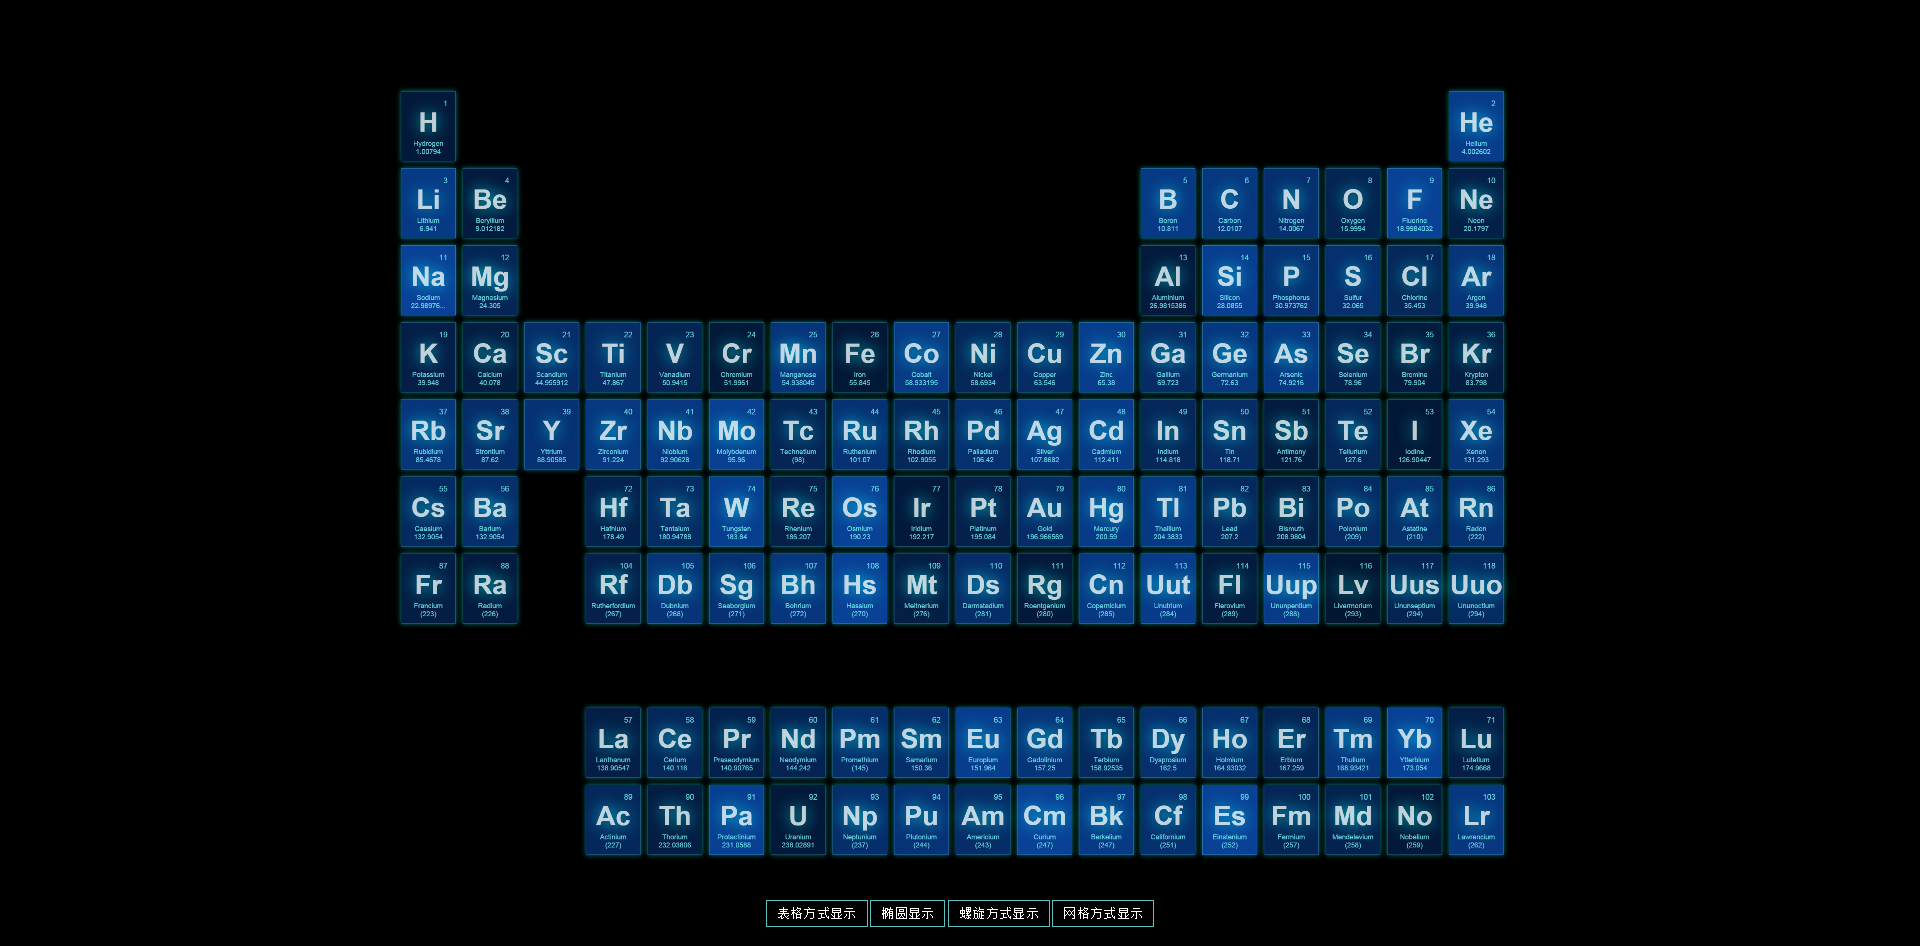 1 2
H He
Hydrogen Helium
1.00794 4.002602
3 4 5 6 7 8 9 10
Li Be B C N O F Ne
Lithium Beryllium Boron Carbon Nitrogen Oxygen Fluorine Neon
6.941 9.012182 10.811 12.0107 14.0067 15.9994 18.9984032 20.1797
11 12 13 14 15 16 17 18
Na Mg Al Si P S Cl Ar
Sodium Magnesium Aluminium Silicon Phosphorus Sulfur Chlorine Argon
22.98976... 24.305 26.9815386 28.0855 30.973762 32.065 35.453 39.948
19 20 21 22 23 24 25 26 27 28 29 30 31 32 33 34 35 36
K Ca Sc Ti V Cr Mn Fe Co Ni Cu Zn Ga Ge As Se Br Kr
Potassium Calcium Scandium Titanium Vanadium Chromium Manganese Iron Cobalt Nickel Copper Zinc Gallium Germanium Arsenic Selenium Bromine Krypton
39.948 40.078 44.955912 47.867 50.9415 51.9961 54.938045 55.845 58.933195 58.6934 63.546 65.38 69.723 72.63 74.9216 78.96 79.904 83.798
37 38 39 40 41 42 43 44 45 46 47 48 49 50 51 52 53 54
Rb Sr Y Zr Nb Mo Tc Ru Rh Pd Ag Cd In Sn Sb Te I Xe
Rubidium Strontium Yttrium Zirconium Niobium Molybdenum Technetium Ruthenium Rhodium Palladium Silver Cadmium Indium Tin Antimony Tellurium Iodine Xenon
85.4678 87.62 88.90585 91.224 92.90628 95.96 (98) 101.07 102.9055 106.42 107.8682 112.411 114.818 118.71 121.76 127.6 126.90447 131.293
55 56 72 73 74 75 76 77 78 79 80 81 82 83 84 85 86
Cs Ba Hf Ta W Re Os Ir Pt Au Hg Tl Pb Bi Po At Rn
Caesium Barium Hafnium Tantalum Tungsten Rhenium Osmium Iridium Platinum Gold Mercury Thallium Lead Bismuth Polonium Astatine Radon
132.9054 132.9054 178.49 180.94788 183.84 186.207 190.23 192.217 195.084 196.966569 200.59 204.3833 207.2 208.9804 (209) (210) (222)
87 88 104 105 106 107 108 109 110 111 112 113 114 115 116 117 118
Fr Ra Rf Db Sg Bh Hs Mt Ds Rg Cn Uut Fl Uup Lv Uus Uuo
Francium Radium Rutherfordium Dubnium Seaborgium Bohrium Hassium Meitnerium Darmstadium Roentgenium Copernicium Unutrium Flerovium Ununpentium Livermorium Ununseptium Ununoctium
(223) (226) (267) (268) (271) (272) (270) (276) (281) (280) (285) (284) (289) (288) (293) (294) (294)
57 58 59 60 61 62 63 64 65 66 67 68 69 70 71
La Ce Pr Nd Pm Sm Eu Gd Tb Dy Ho Er Tm Yb Lu
Lanthanum Cerium Praseodymium Neodymium Promethium Samarium Europium Gadolinium Terbium Dysprosium Holmium Erbium Thulium Ytterbium Lutetium
138.90547 140.116 140.90765 144.242 (145) 150.36 151.964 157.25 158.92535 162.5 164.93032 167.259 168.93421 173.054 174.9668
89 90 91 92 93 94 95 96 97 98 99 100 101 102 103
Ac Th Pa U Np Pu Am Cm Bk Cf Es Fm Md No Lr
Actinium Thorium Protactinium Uranium Neptunium Plutonium Americium Curium Berkelium Californium Einstenium Fermium Mendelevium Nobelium Lawrencium
(227) 232.03806 231.0588 238.02891 (237) (244) (243) (247) (247) (251) (252) (257) (258) (259) (262)
表格方式显示 椭圆显示 螺旋方式显示 网格方式显示